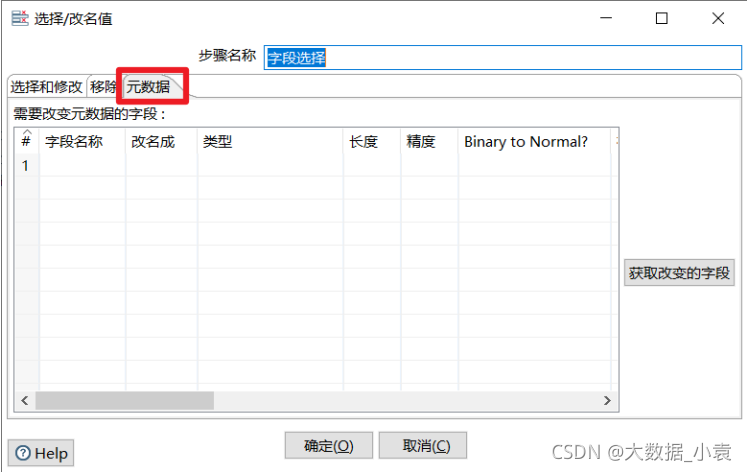 选择/改名值
步骤名称 字段选择
选择和修改 移除 元数据
需要改变元数据的字段：
# 字段名称 改名成 类型 长度 精度 Binary to Normal?
1
获取改变的字段
确定(O) 取消(C)
Help
CSDN @大数据_小袁